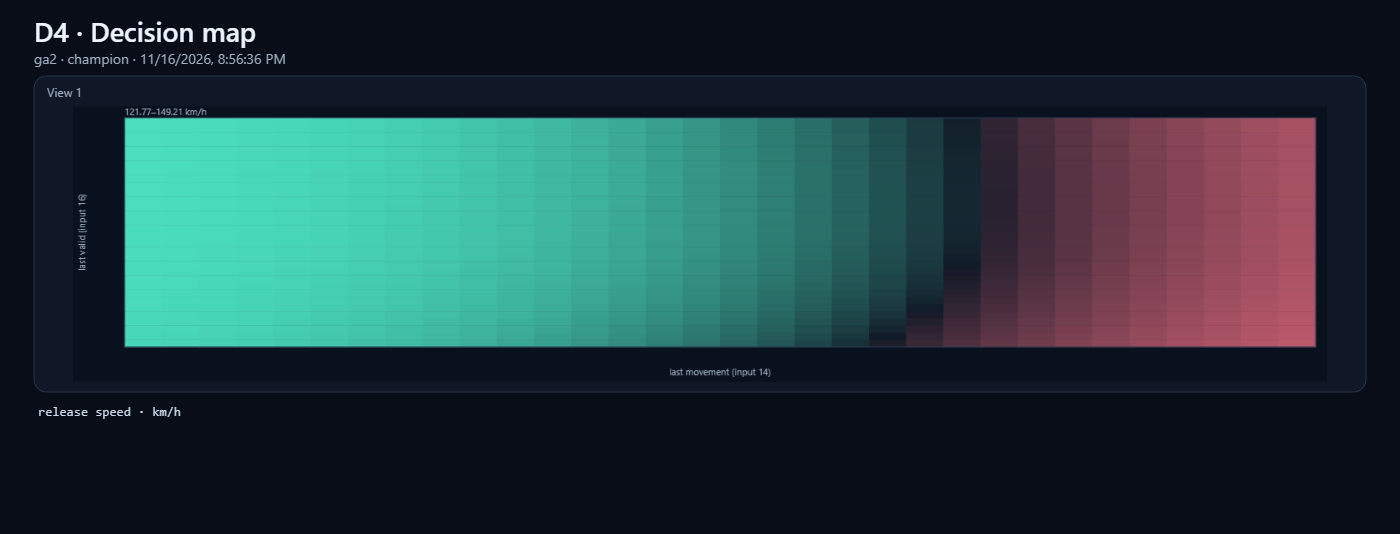 D4 · Decision map
ga2 · champion · 11/16/2026, 8:56:36 PM
View 1
121.77–149.21 km/h
last valid (input 16)
last movement (input 14)
release speed · km/h